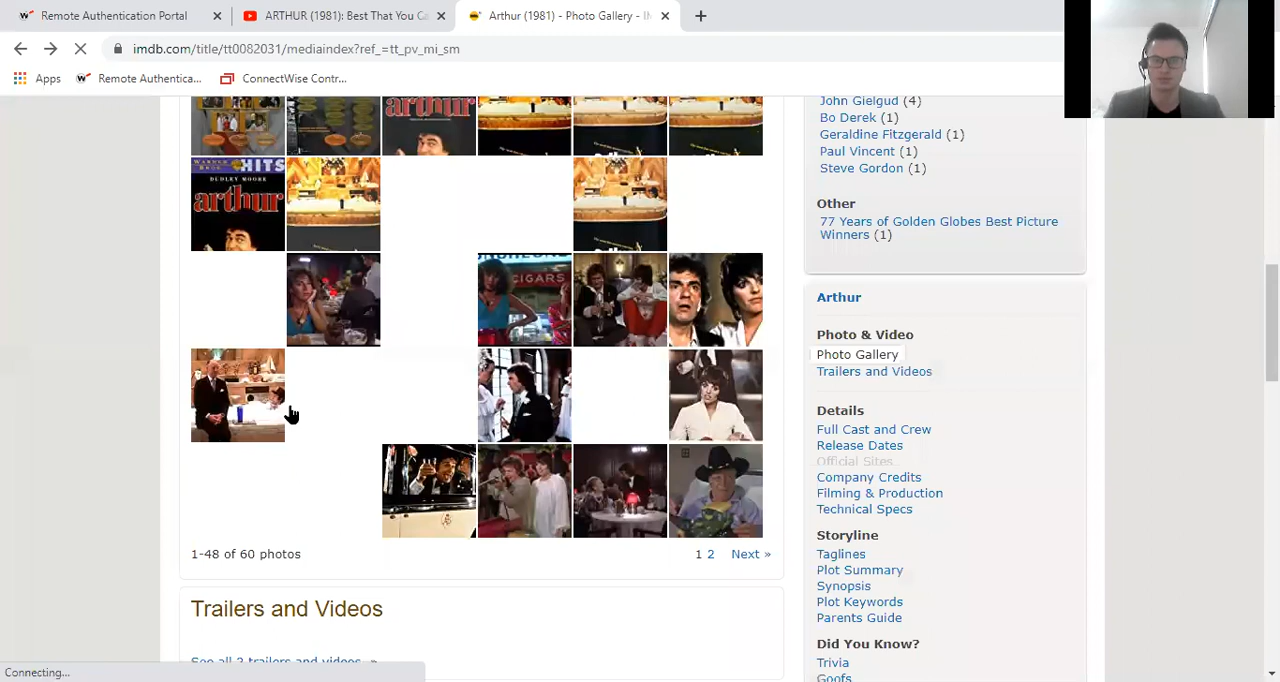 Remote Authentication Portal
ARTHUR (1981): Best That You Ca
Arthur (1981) - Photo Gallery - I
imdb.com/title/tt0082031/mediaindex?ref_=tt_pv_mi_sm
Apps
Remote Authentica...
ConnectWise Contr...
arthur
WARNER BROS. HITS
DUDLEY MOORE
arthur
CIGARS
1-48 of 60 photos
1 2 Next »
Trailers and Videos
See all 2 trailers and videos »
John Gielgud (4)
Bo Derek (1)
Geraldine Fitzgerald (1)
Paul Vincent (1)
Steve Gordon (1)
Other
77 Years of Golden Globes Best Picture
Winners (1)
Arthur
Photo & Video
Photo Gallery
Trailers and Videos
Details
Full Cast and Crew
Release Dates
Official Sites
Company Credits
Filming & Production
Technical Specs
Storyline
Taglines
Plot Summary
Synopsis
Plot Keywords
Parents Guide
Did You Know?
Trivia
Goofs
Connecting...